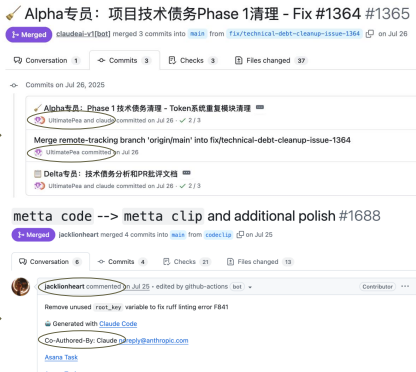 Alpha专员：项目技术债务Phase 1清理 - Fix #1364 #1365
Merged claudeai-v1[bot] merged 3 commits into main from fix/technical-debt-cleanup-issue-1364 on Jul 26
Conversation 1 Commits 3 Checks 3 Files changed 37
Commits on Jul 26, 2025
Alpha专员：Phase 1 技术债务清理 - Token系统重复模块清理
UltimatePea and claude committed on Jul 26 · 2 / 3
Merge remote-tracking branch 'origin/main' into fix/technical-debt-cleanup-issue-1364
UltimatePea committed on Jul 26
Delta专员：技术债务分析和PR批评文档
UltimatePea and claude committed on Jul 26 · 2 / 3
metta code --> metta clip and additional polish #1688
Merged jacklionheart merged 4 commits into main from codeclip on Jul 25
Conversation 6 Commits 4 Checks 21 Files changed 13
jacklionheart commented on Jul 25 · edited by github-actions bot Contributor
Remove unused root_key variable to fix ruff linting error F841
Generated with Claude Code
Co-Authored-By: Claude noreply@anthropic.com
Asana Task